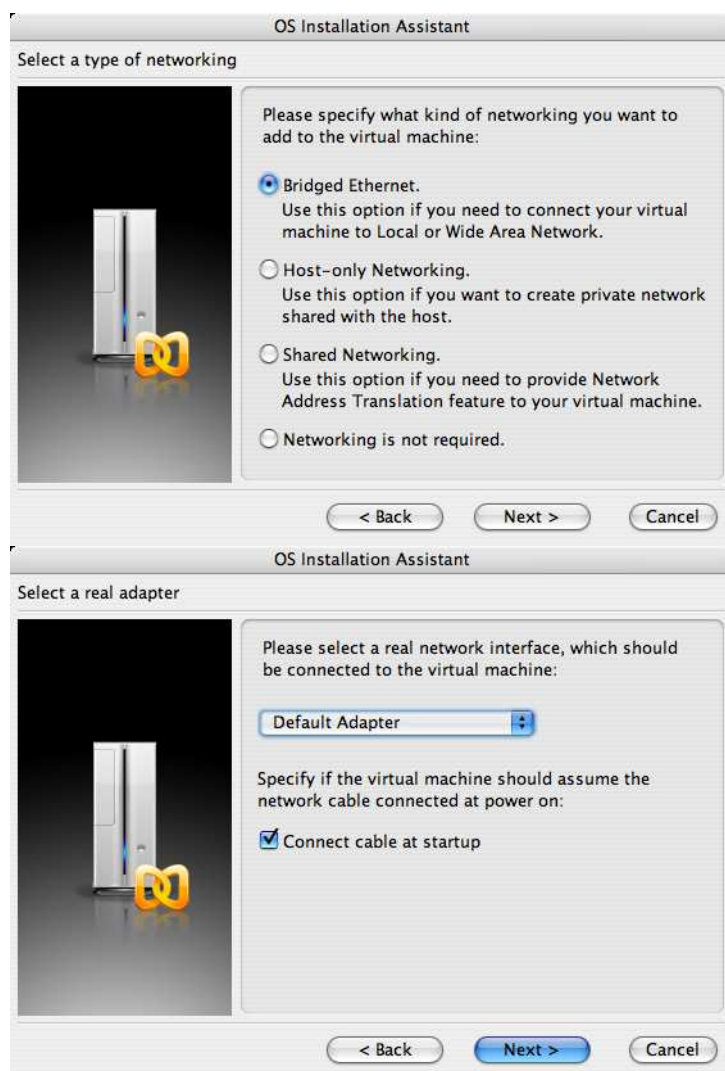 OS Installation Assistant
Select a type of networking
Please specify what kind of networking you want to
add to the virtual machine:
Bridged Ethernet.
Use this option if you need to connect your virtual
machine to Local or Wide Area Network.
Host-only Networking.
Use this option if you want to create private network
shared with the host.
Shared Networking.
Use this option if you need to provide Network
Address Translation feature to your virtual machine.
Networking is not required.
< Back Next > Cancel
OS Installation Assistant
Select a real adapter
Please select a real network interface, which should
be connected to the virtual machine:
Default Adapter
Specify if the virtual machine should assume the
network cable connected at power on:
Connect cable at startup
< Back Next > Cancel